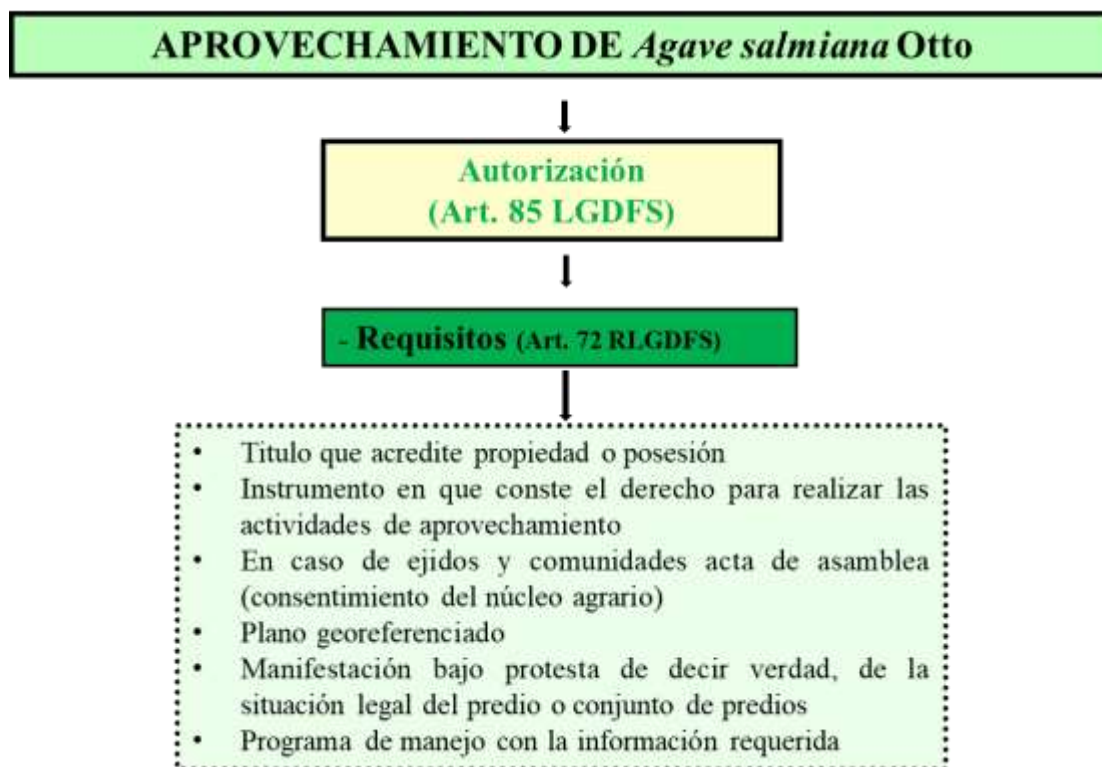 APROVECHAMIENTO DE Agave salmiana Otto
Autorización
(Art. 85 LGDFS)
- Requisitos (Art. 72 RLGDFS)
• Titulo que acredite propiedad o posesión
• Instrumento en que conste el derecho para realizar las
actividades de aprovechamiento
• En caso de ejidos y comunidades acta de asamblea
(consentimiento del núcleo agrario)
• Plano georeferenciado
• Manifestación bajo protesta de decir verdad, de la
situación legal del predio o conjunto de predios
• Programa de manejo con la información requerida